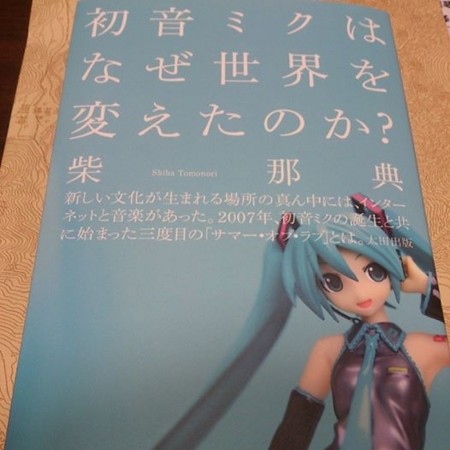 初音ミクは
なぜ世界を
変えたのか?
柴那典
Shiba Tomonori
新しい文化が生まれる場所の真ん中には、インター
ネットと音楽があった。2007年、初音ミクの誕生と共
に始まった三度目の「サマー・オブ・ラブ」とは。太田出版